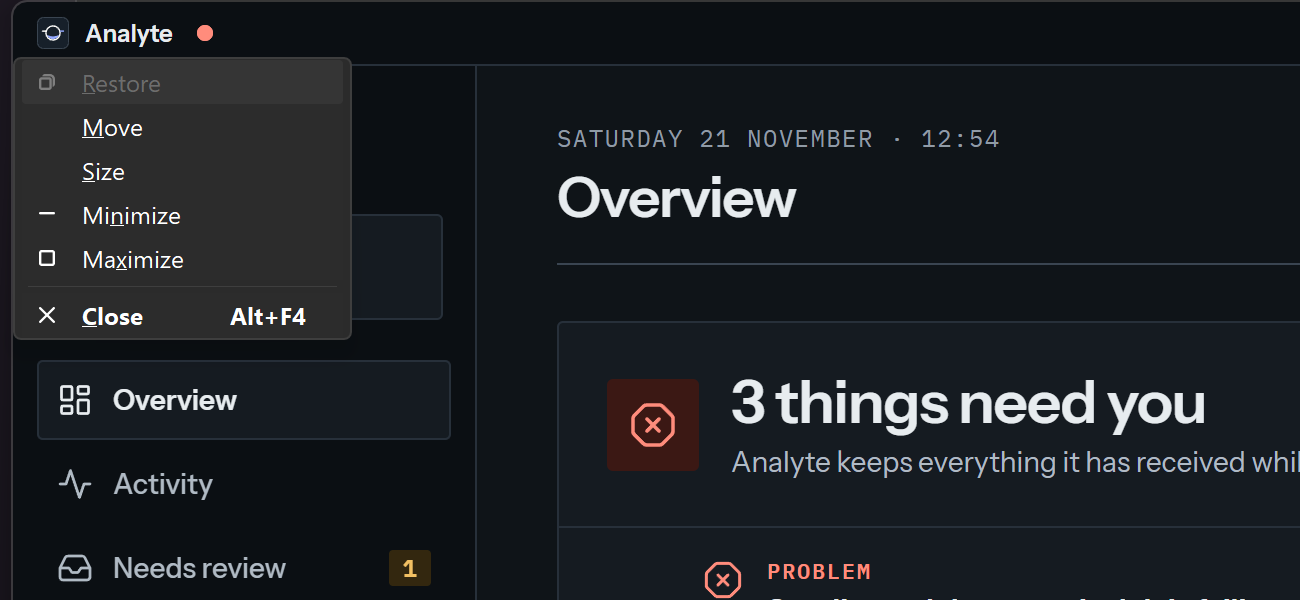 Analyte
Restore
Move
Size
Minimize
Maximize
Close Alt+F4
Overview
Activity
Needs review 1
SATURDAY 21 NOVEMBER · 12:54
Overview
3 things need you
Analyte keeps everything it has received
PROBLEM